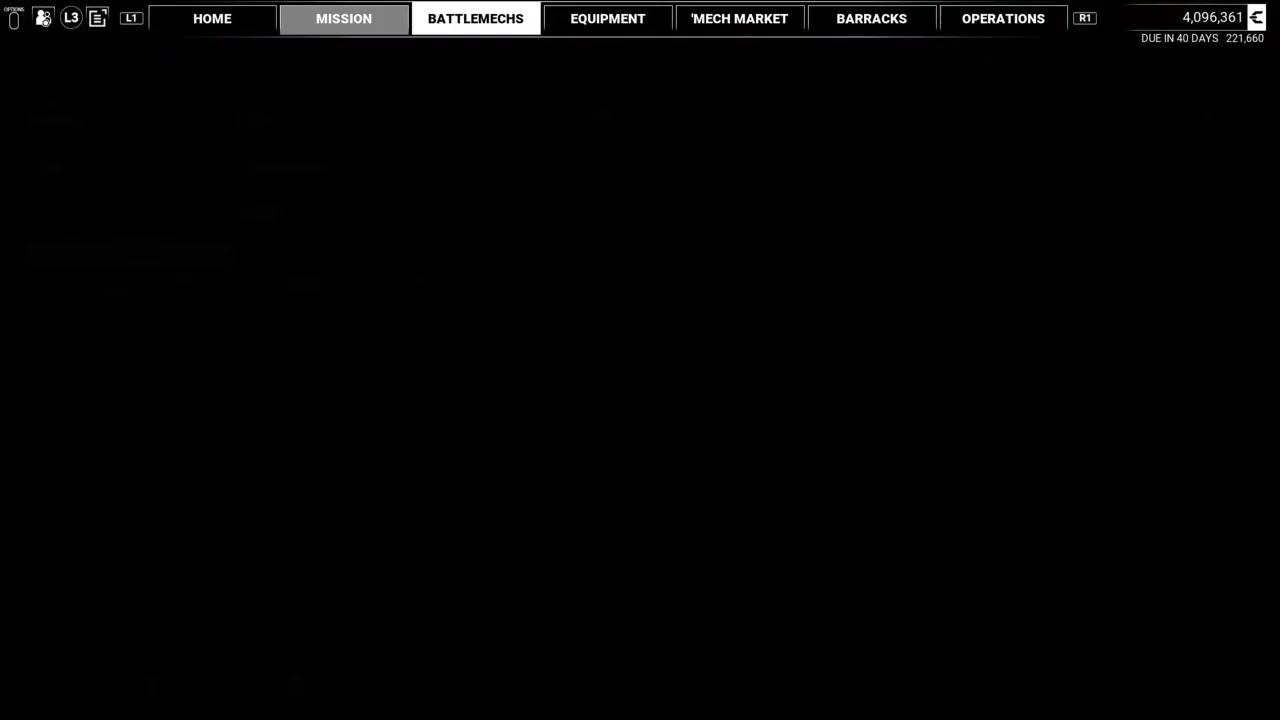 OPTIONS
L3
L1
HOME
MISSION
BATTLEMECHS
EQUIPMENT
'MECH MARKET
BARRACKS
OPERATIONS
R1
4,096,361
DUE IN 40 DAYS 221,660